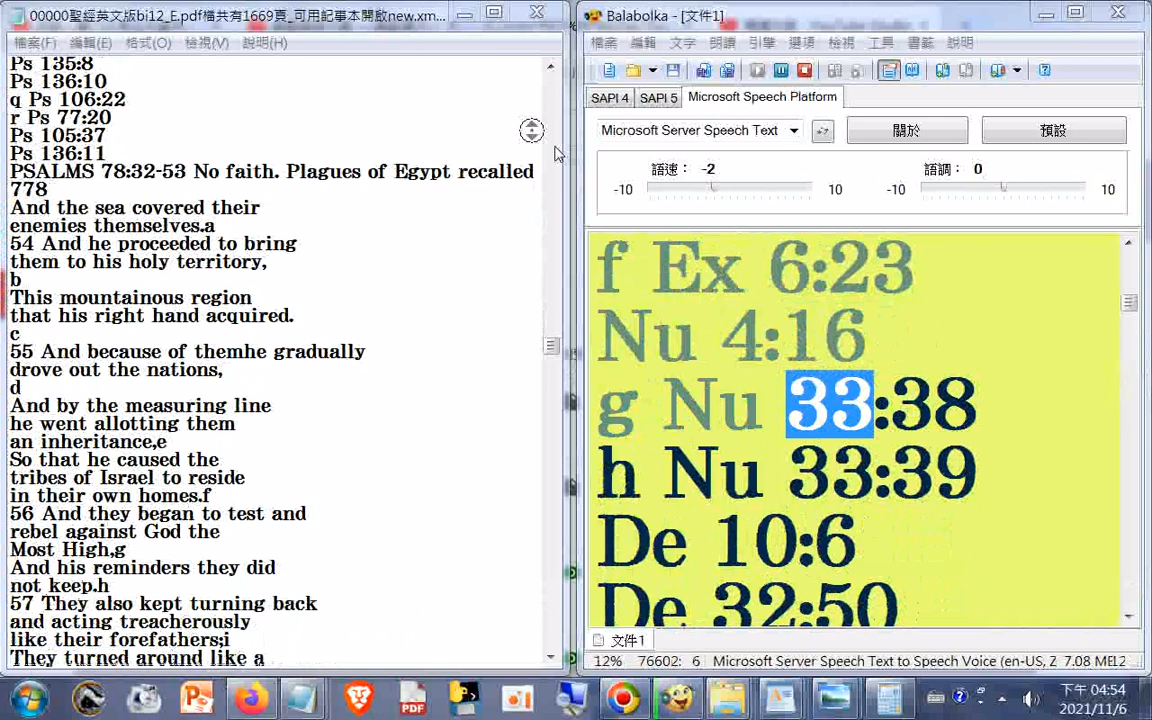 00000聖經英文版bi12_E.pdf檔共有1669頁_可用記事本開啟new.xm...
檔案(F) 編輯(E) 格式(O) 檢視(V) 說明(H)
Ps 135:8
Ps 136:10
q Ps 106:22
r Ps 77:20
Ps 105:37
Ps 136:11
PSALMS 78:32-53 No faith. Plagues of Egypt recalled
778
And the sea covered their
enemies themselves.a
54 And he proceeded to bring
them to his holy territory,
b
This mountainous region
that his right hand acquired.
c
55 And because of themhe gradually
drove out the nations,
d
And by the measuring line
he went allotting them
an inheritance,e
So that he caused the
tribes of Israel to reside
in their own homes.f
56 And they began to test and
rebel against God the
Most High,g
And his reminders they did
not keep.h
57 They also kept turning back
and acting treacherously
like their forefathers;i
They turned around like a
Balabolka - [文件1]
檔案 編輯 文字 朗讀 引擎 選項 檢視 工具 書籤 說明
SAPI 4 SAPI 5 Microsoft Speech Platform
Microsoft Server Speech Text 關於 預設
語速: -2 語調: 0
-10 10 -10 10
f Ex 6:23
Nu 4:16
g Nu 33:38
h Nu 33:39
De 10:6
De 32:50
文件1
12% 76602: 6 Microsoft Server Speech Text to Speech Voice (en-US, Z 7.08 ME12
下午 04:54
2021/11/6